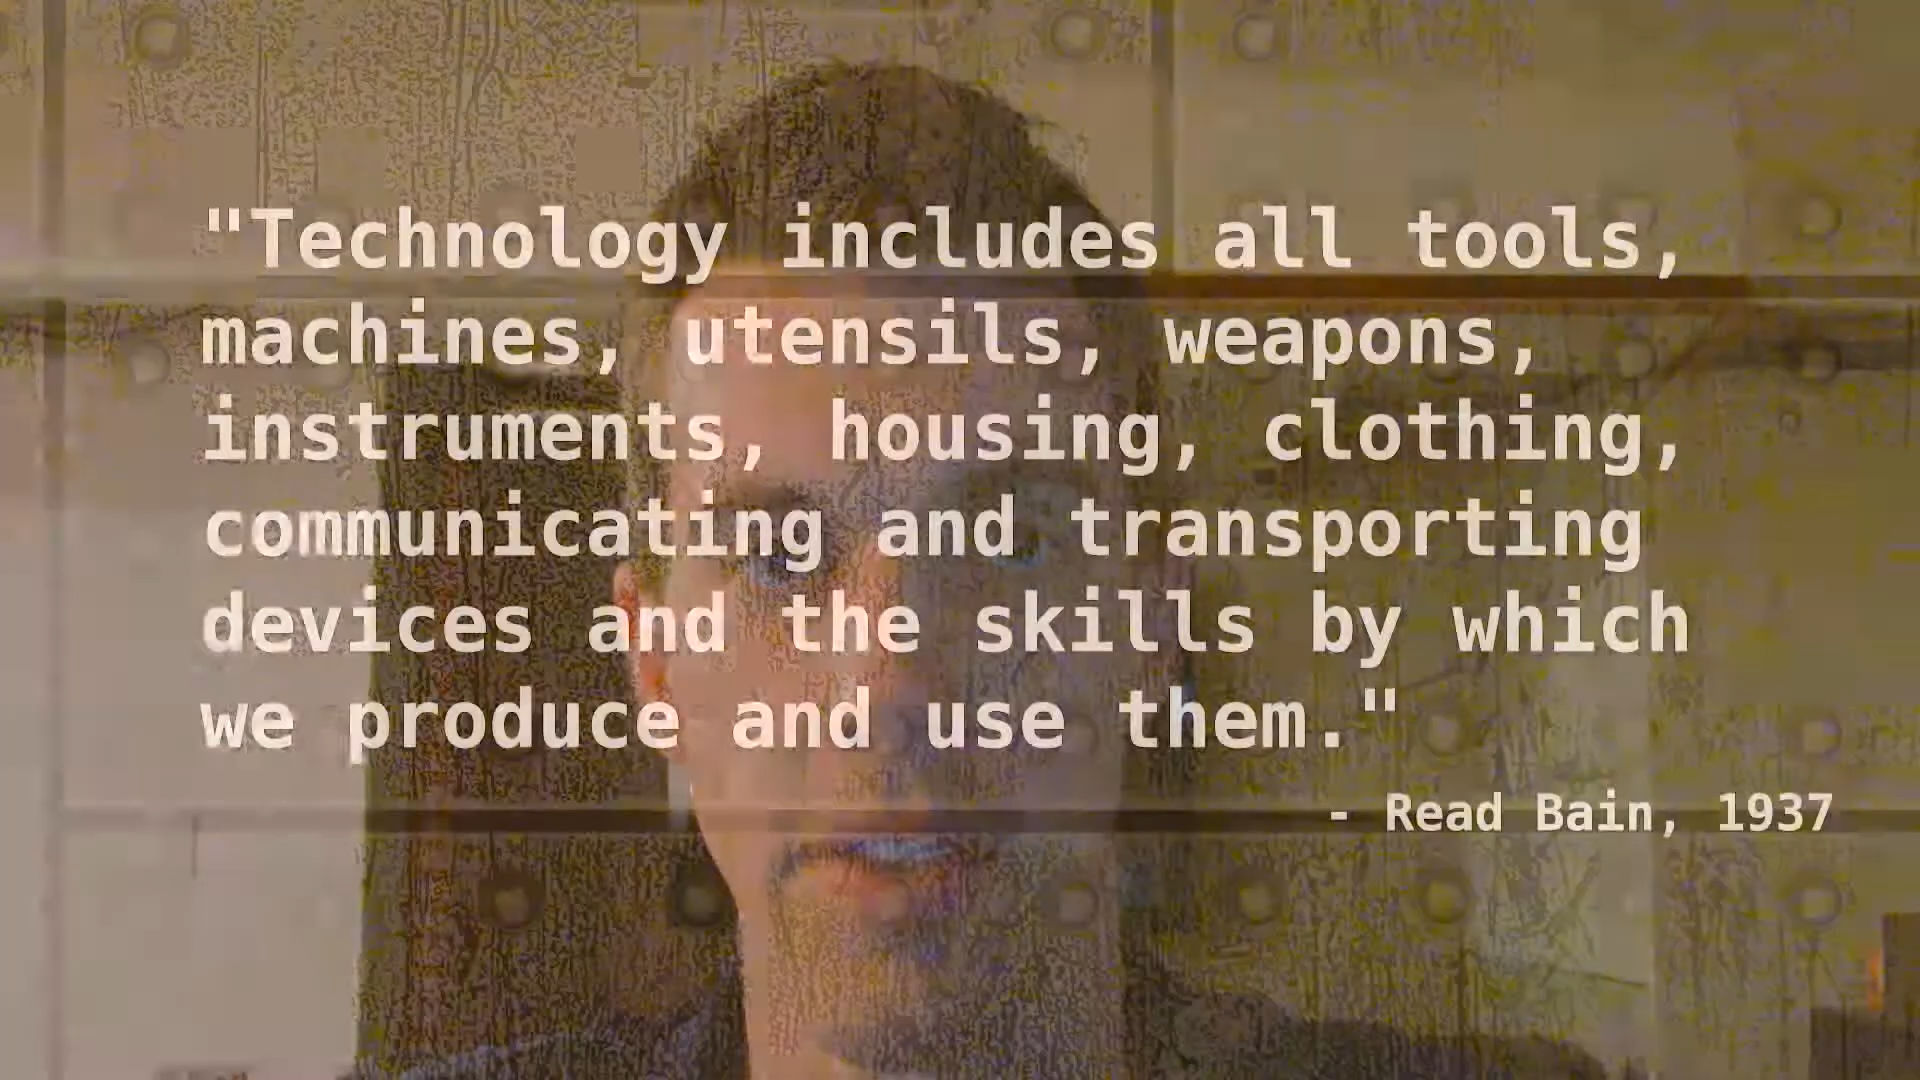 "Technology includes all tools,
machines, utensils, weapons,
instruments, housing, clothing,
communicating and transporting
devices and the skills by which
we produce and use them."
- Read Bain, 1937